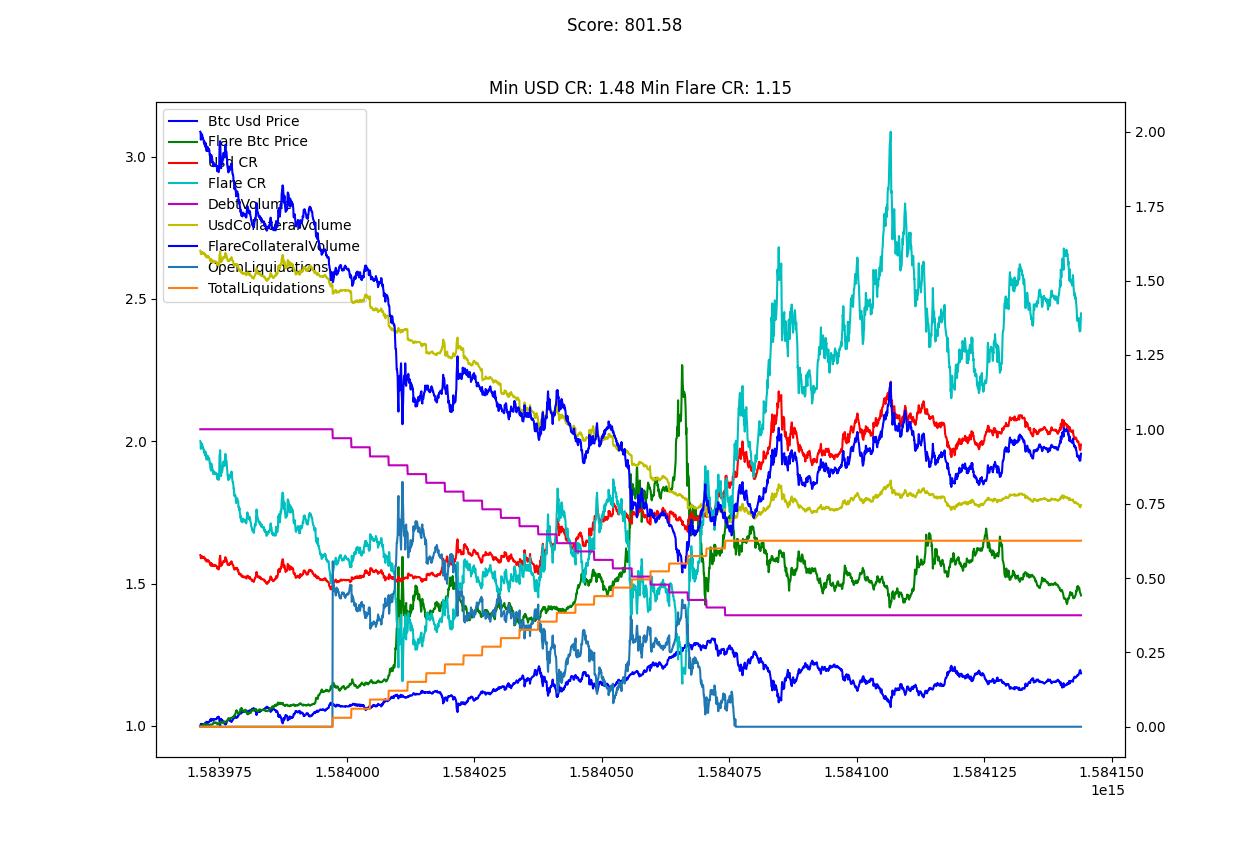 Score: 801.58
Min USD CR: 1.48 Min Flare CR: 1.15
Btc Usd Price
Flare Btc Price
Usd CR
Flare CR
DebtVolume
UsdCollateralVolume
FlareCollateralVolume
OpenLiquidations
TotalLiquidations
3.0
2.5
2.0
1.5
1.0
2.00
1.75
1.50
1.25
1.00
0.75
0.50
0.25
0.00
1.583975 1.584000 1.584025 1.584050 1.584075 1.584100 1.584125 1.584150
1e15